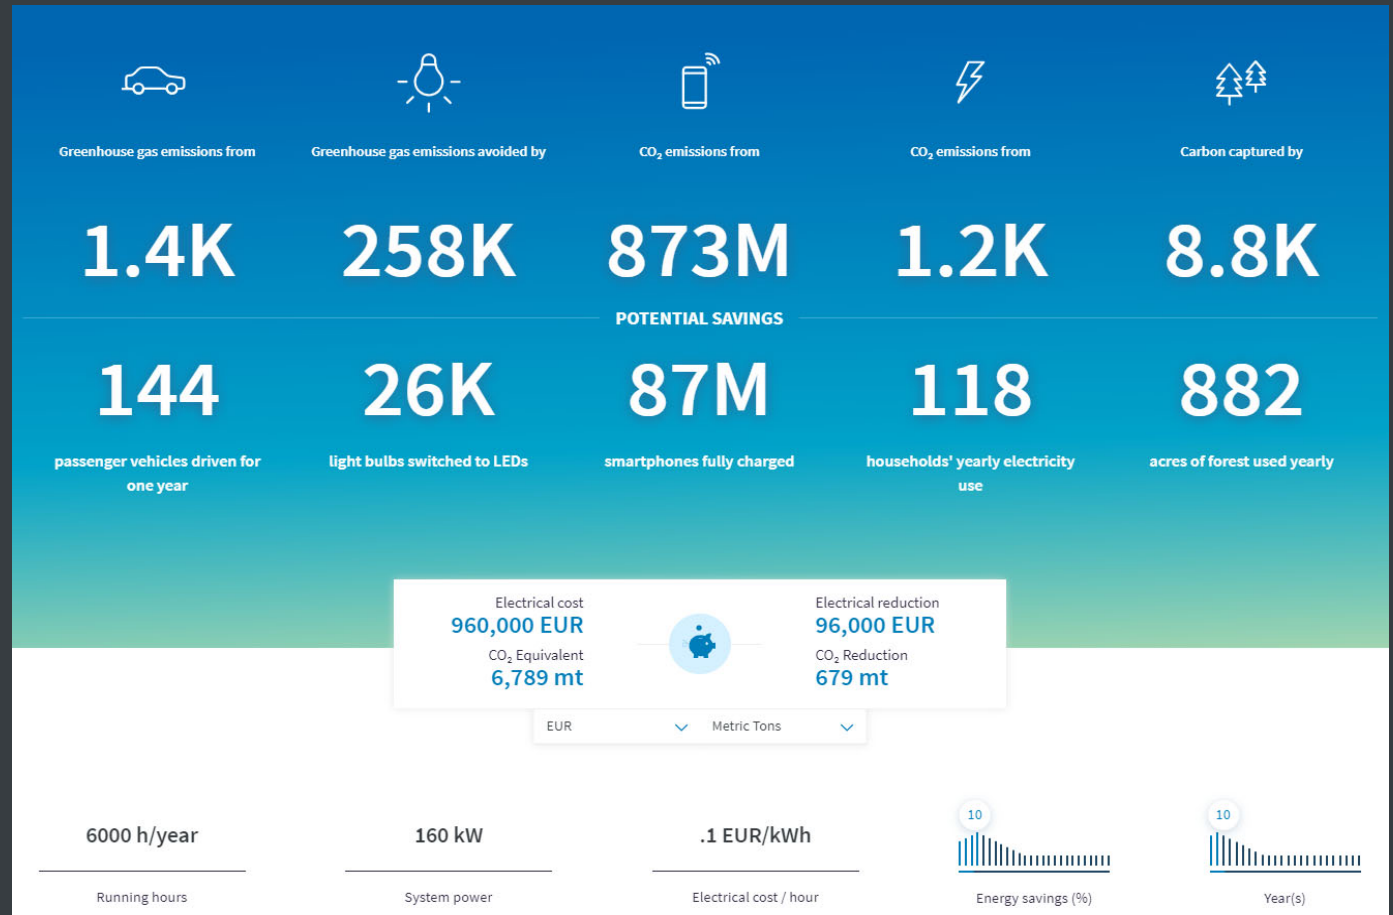 Greenhouse gas emissions from
Greenhouse gas emissions avoided by
CO₂ emissions from
CO₂ emissions from
Carbon captured by
1.4K
258K
873M
1.2K
8.8K
POTENTIAL SAVINGS
144
26K
87M
118
882
passenger vehicles driven for
one year
light bulbs switched to LEDs
smartphones fully charged
households' yearly electricity
use
acres of forest used yearly
Electrical cost
960,000 EUR
CO₂ Equivalent
6,789 mt
Electrical reduction
96,000 EUR
CO₂ Reduction
679 mt
EUR
Metric Tons
6000 h/year
Running hours
160 kW
System power
.1 EUR/kWh
Electrical cost / hour
10
Energy savings (%)
10
Year(s)